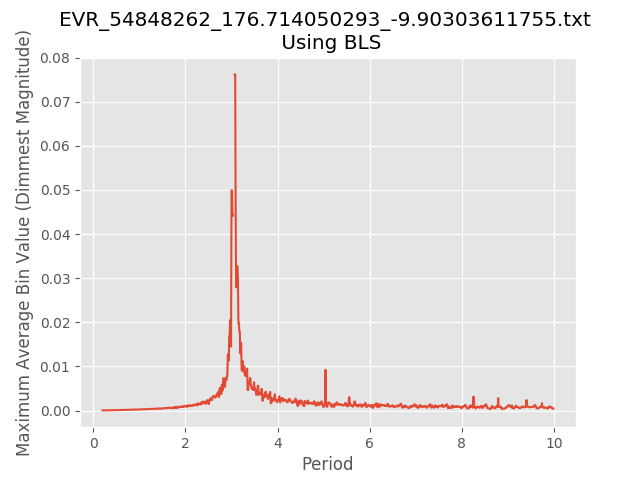 EVR_54848262_176.714050293_-9.90303611755.txt
Using BLS
Maximum Average Bin Value (Dimmest Magnitude)
0.08
0.07
0.06
0.05
0.04
0.03
0.02
0.01
0.00
0 2 4 6 8 10
Period